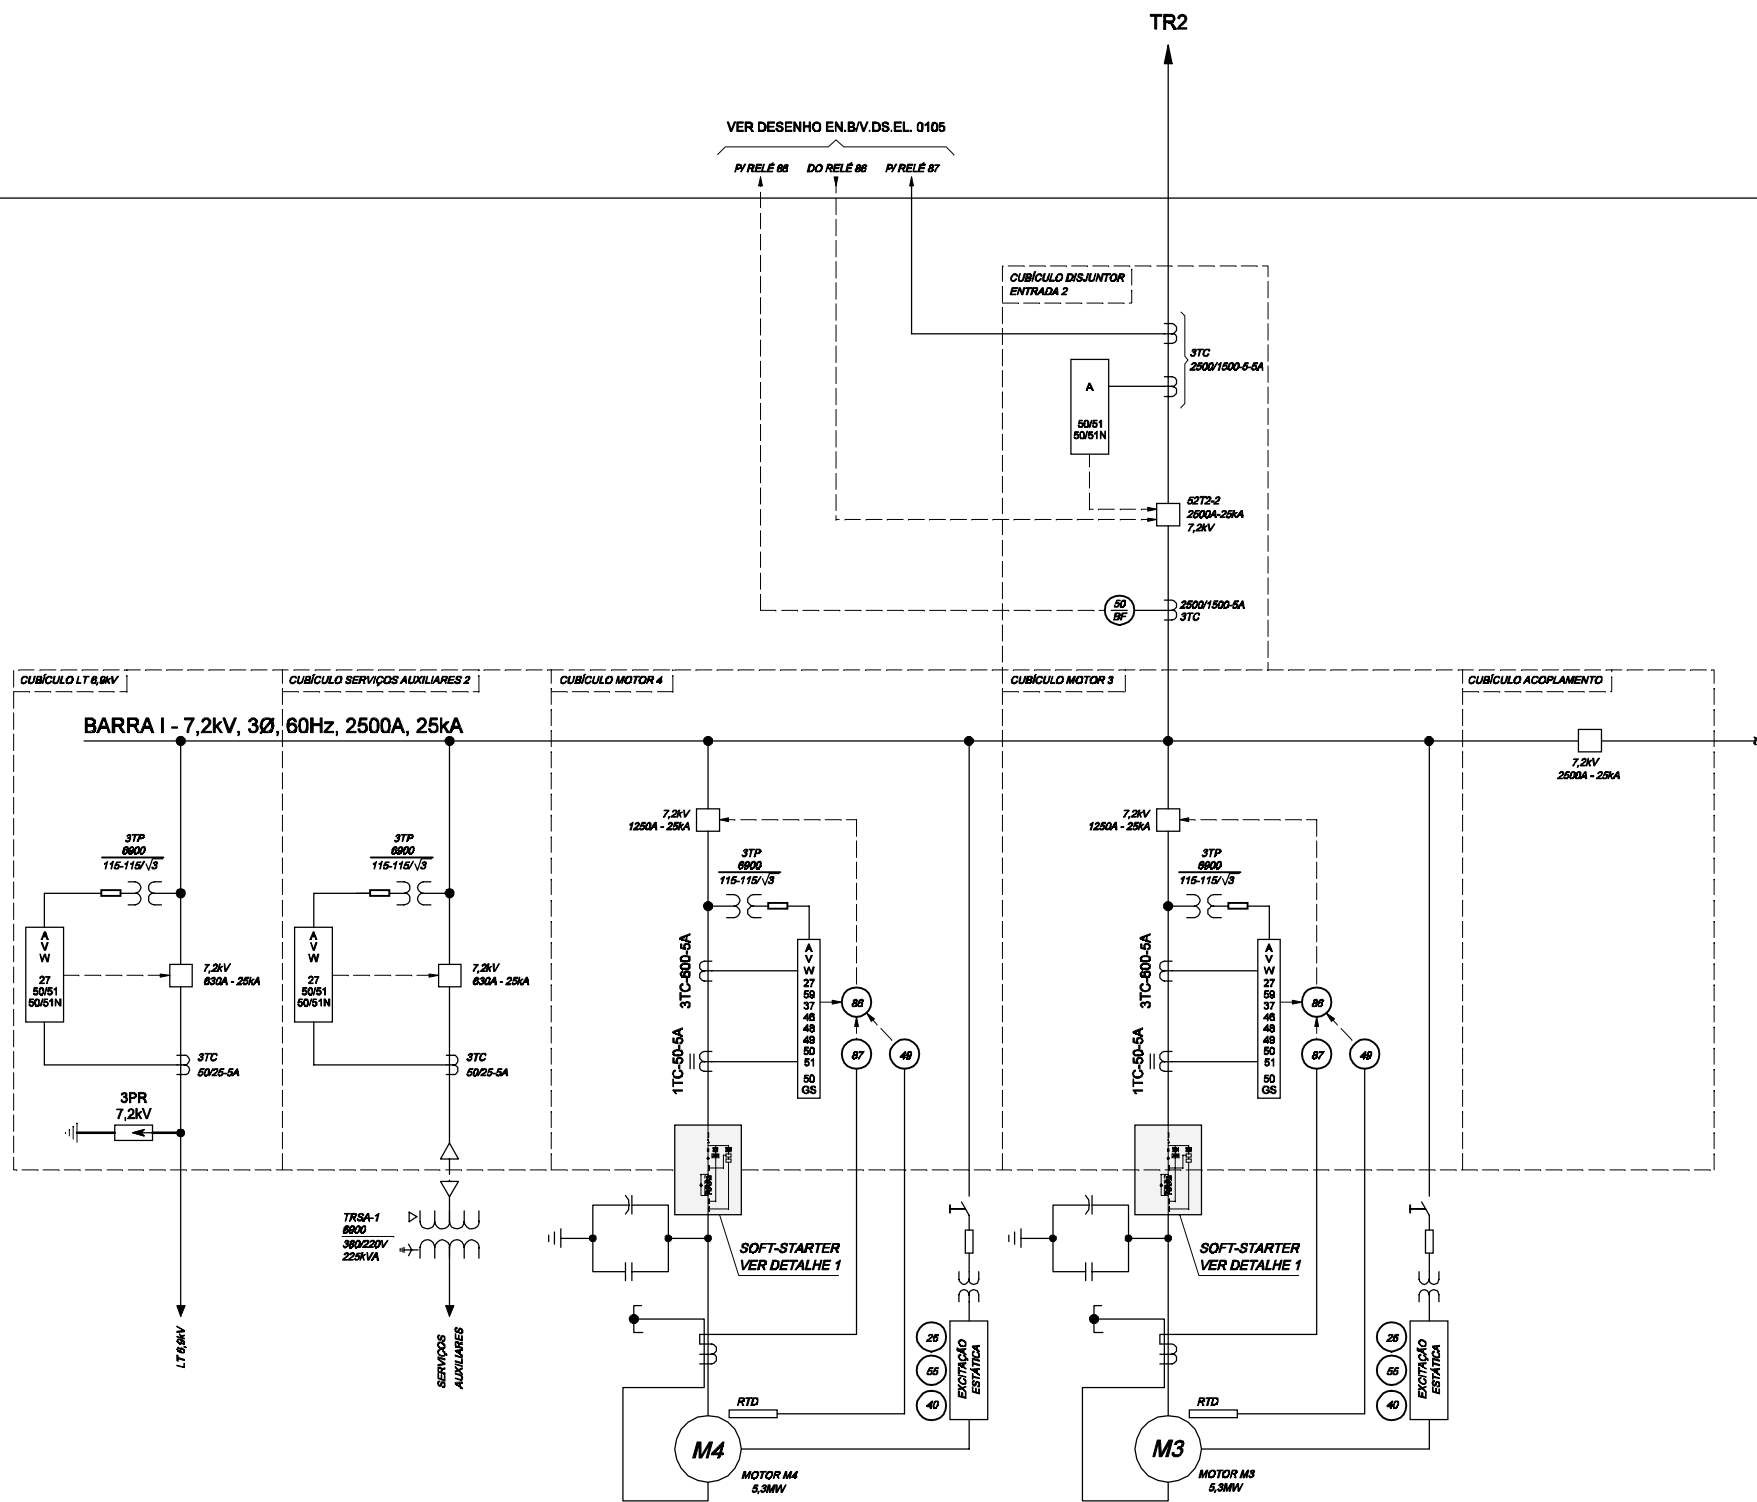 TR2
VER DESENHO EN.B/V.DS.EL. 0105
P/ RELÉ 86
DO RELÉ 86
P/ RELÉ 87
CUBÍCULO DISJUNTOR
ENTRADA 2
3TC
2500/1500-5-5A
A
50/51
50/51N
52T2-2
2500A-25kA
7,2kV
50
BF
2500/1500-5A
3TC
CUBÍCULO LT 6,9kV
CUBÍCULO SERVIÇOS AUXILIARES 2
CUBÍCULO MOTOR 4
CUBÍCULO MOTOR 3
CUBÍCULO ACOPLAMENTO
BARRA I - 7,2kV, 3Ø, 60Hz, 2500A, 25kA
7,2kV
2500A - 25kA
3TP
6900
115-115/√3
A
V
W
27
50/51
50/51N
7,2kV
630A - 25kA
3TC
50/25-5A
3PR
7,2kV
LT 6,9kV
3TP
6900
115-115/√3
A
V
W
27
50/51
50/51N
7,2kV
630A - 25kA
3TC
50/25-5A
TRSA-1
6900
380/220V
225kVA
SERVIÇOS
AUXILIARES
7,2kV
1250A - 25kA
3TP
6900
115-115/√3
3TC-600-5A
1TC-50-5A
A
V
W
27
59
37
46
48
49
50
51
50
GS
86
87
49
SOFT-STARTER
VER DETALHE 1
RTD
M4
MOTOR M4
5,3MW
26
55
40
EXCITAÇÃO
ESTÁTICA
7,2kV
1250A - 25kA
3TP
6900
115-115/√3
3TC-600-5A
1TC-50-5A
A
V
W
27
59
37
46
48
49
50
51
50
GS
86
87
49
SOFT-STARTER
VER DETALHE 1
RTD
M3
MOTOR M3
5,3MW
26
55
40
EXCITAÇÃO
ESTÁTICA